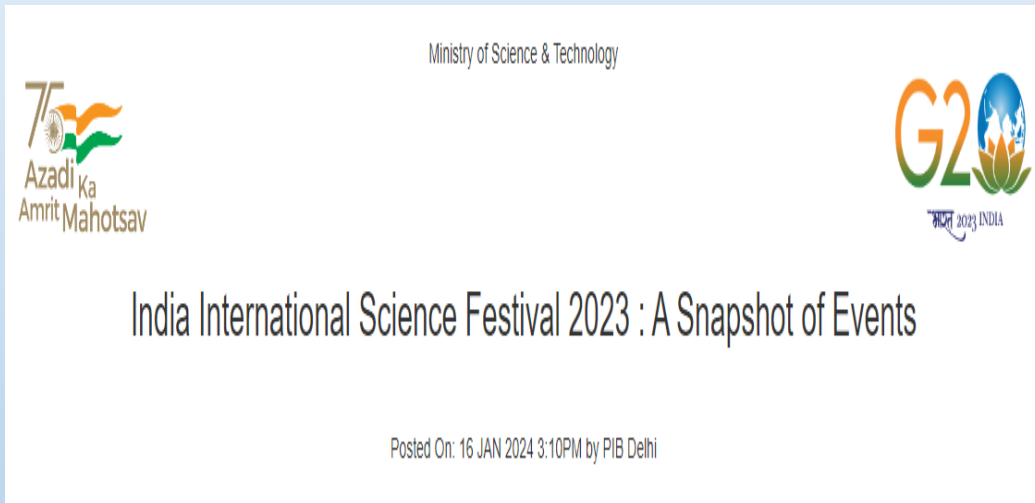 Ministry of Science & Technology
75
Azadi Ka
Amrit Mahotsav
G20
भारत 2023 INDIA
India International Science Festival 2023 : A Snapshot of Events
Posted On: 16 JAN 2024 3:10PM by PIB Delhi